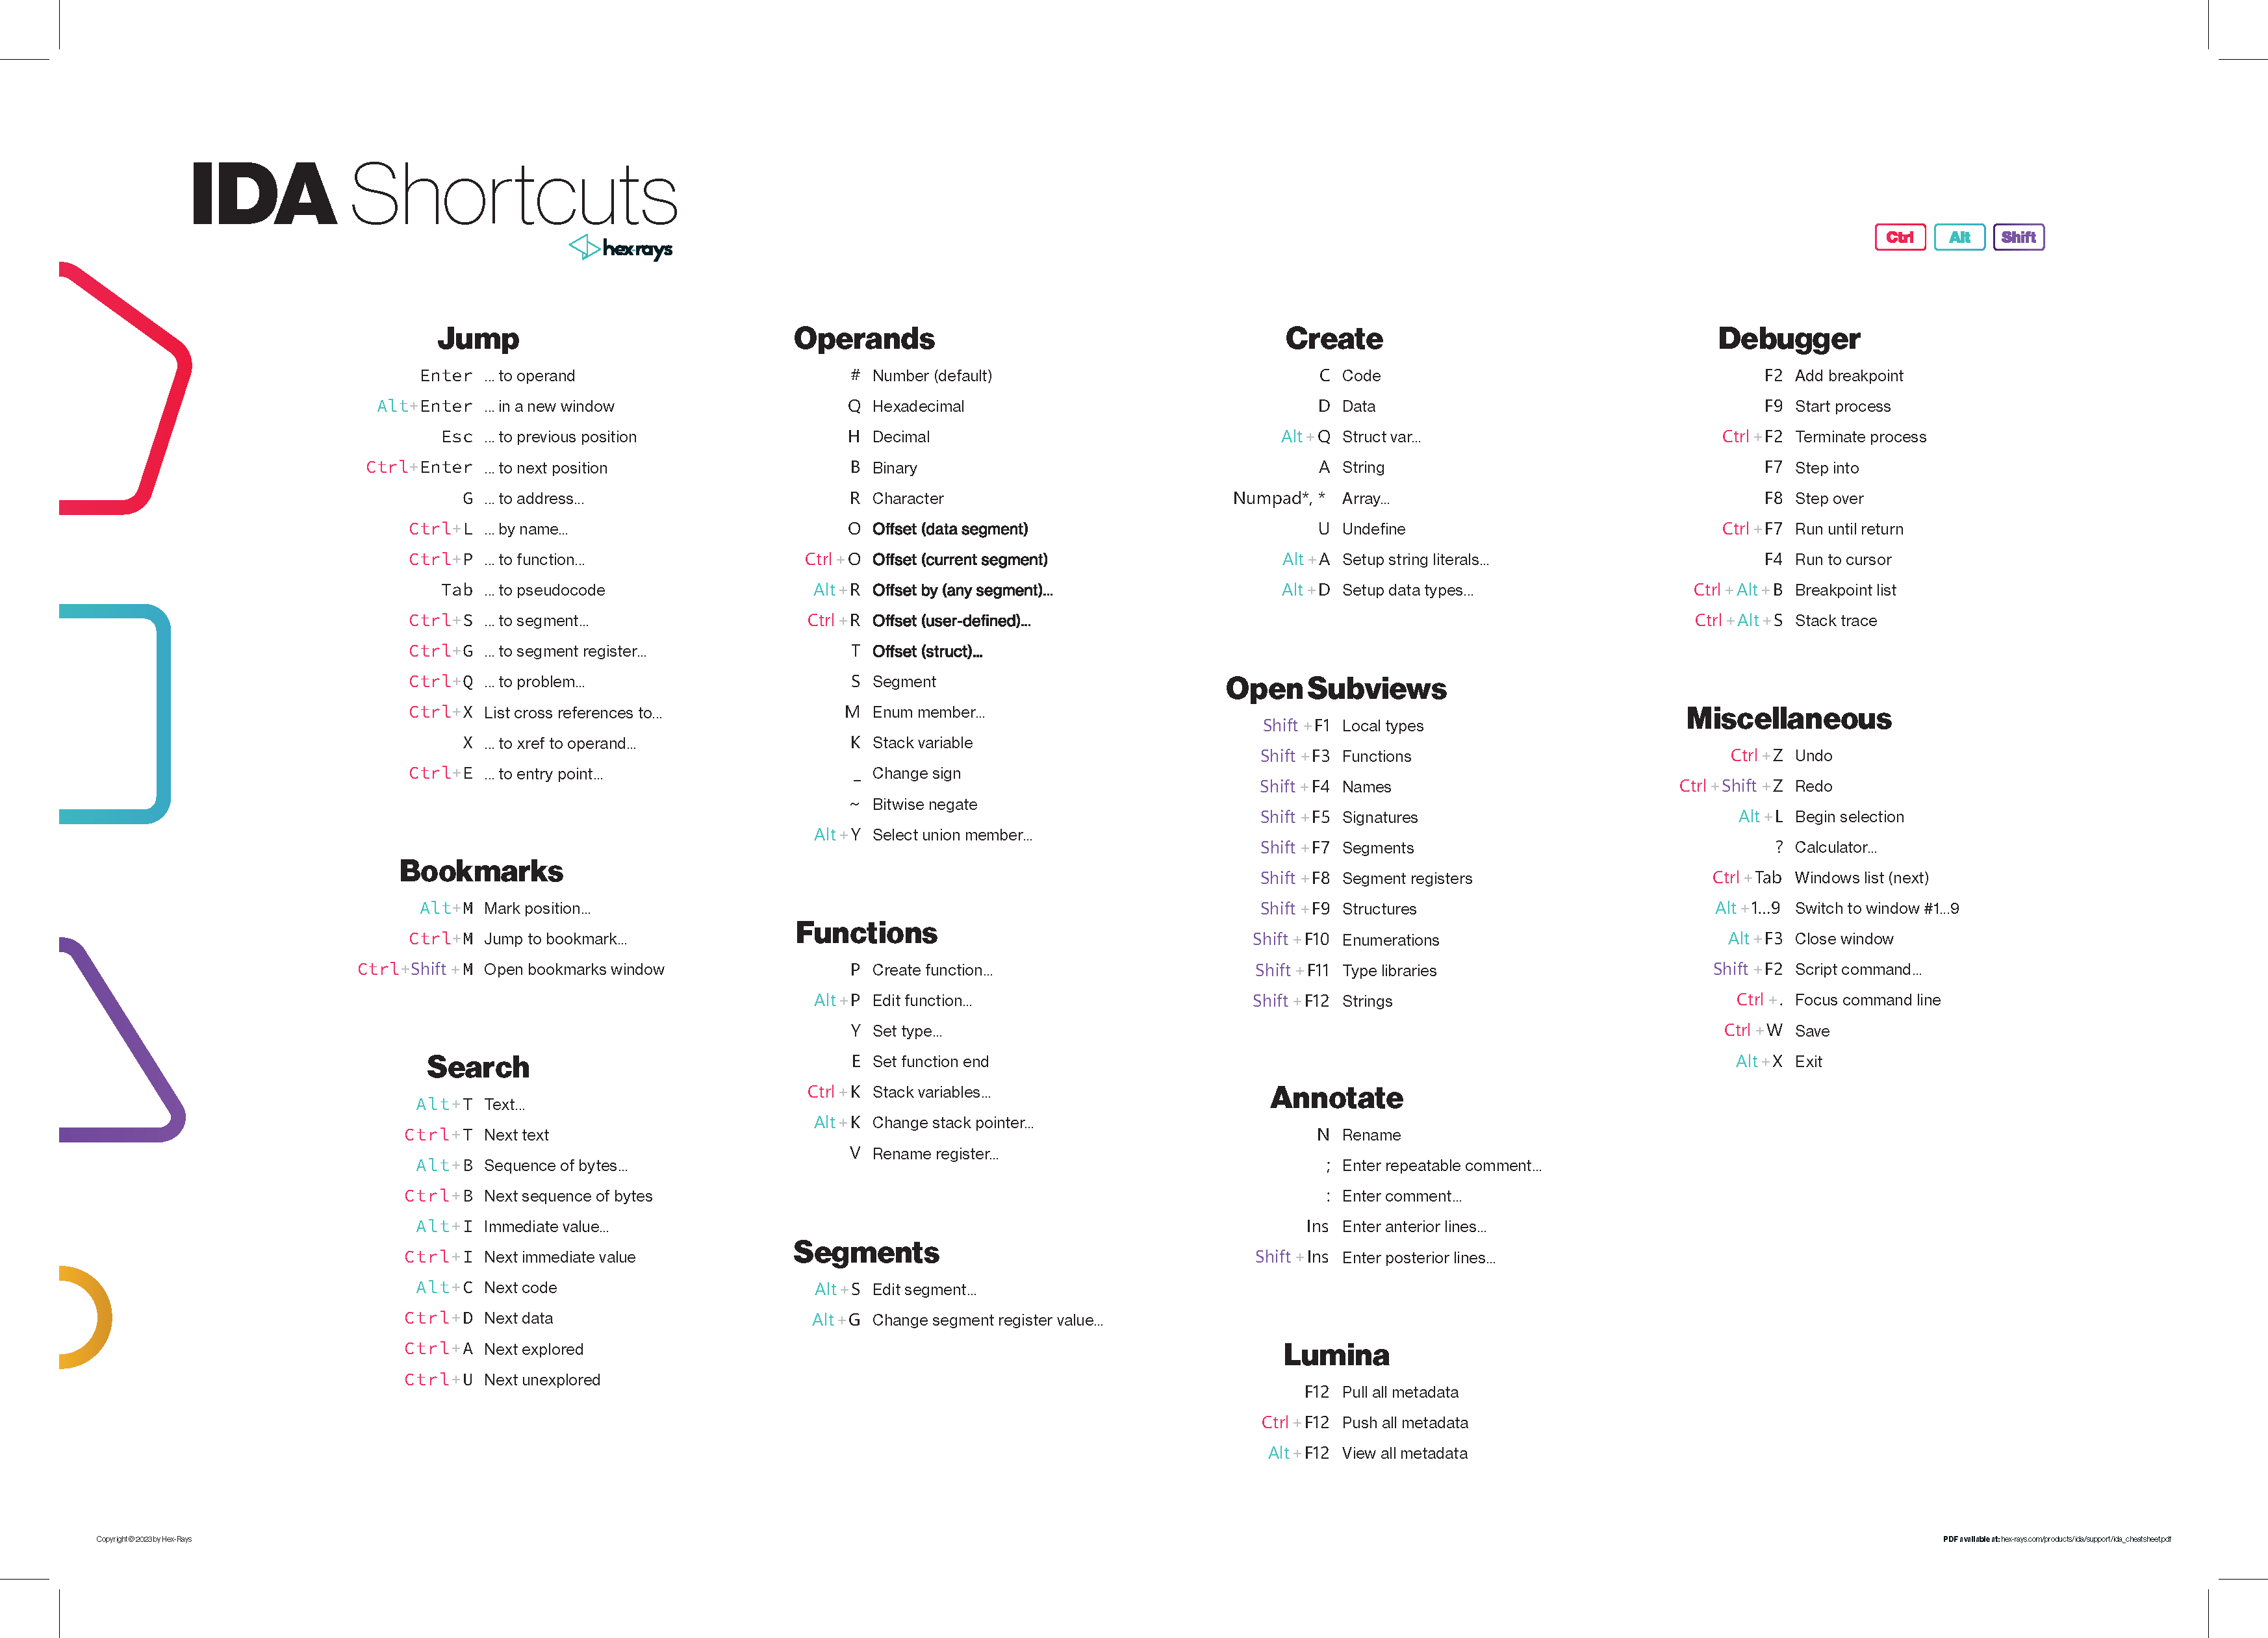 IDA Shortcuts
hex-rays
Ctrl Alt Shift
Jump
Enter ... to operand
Alt+Enter ... in a new window
Esc ... to previous position
Ctrl+Enter ... to next position
G ... to address...
Ctrl+L ... by name...
Ctrl+P ... to function...
Tab ... to pseudocode
Ctrl+S ... to segment...
Ctrl+G ... to segment register...
Ctrl+Q ... to problem...
Ctrl+X List cross references to...
X ... to xref to operand...
Ctrl+E ... to entry point...
Bookmarks
Alt+M Mark position...
Ctrl+M Jump to bookmark...
Ctrl+Shift+M Open bookmarks window
Search
Alt+T Text...
Ctrl+T Next text
Alt+B Sequence of bytes...
Ctrl+B Next sequence of bytes
Alt+I Immediate value...
Ctrl+I Next immediate value
Alt+C Next code
Ctrl+D Next data
Ctrl+A Next explored
Ctrl+U Next unexplored
Operands
# Number (default)
Q Hexadecimal
H Decimal
B Binary
R Character
O Offset (data segment)
Ctrl+O Offset (current segment)
Alt+R Offset by (any segment)...
Ctrl+R Offset (user-defined)...
T Offset (struct)...
S Segment
M Enum member...
K Stack variable
_ Change sign
~ Bitwise negate
Alt+Y Select union member...
Functions
P Create function...
Alt+P Edit function...
Y Set type...
E Set function end
Ctrl+K Stack variables...
Alt+K Change stack pointer...
V Rename register...
Segments
Alt+S Edit segment...
Alt+G Change segment register value...
Create
C Code
D Data
Alt+Q Struct var...
A String
Numpad*, * Array...
U Undefine
Alt+A Setup string literals...
Alt+D Setup data types...
Open Subviews
Shift+F1 Local types
Shift+F3 Functions
Shift+F4 Names
Shift+F5 Signatures
Shift+F7 Segments
Shift+F8 Segment registers
Shift+F9 Structures
Shift+F10 Enumerations
Shift+F11 Type libraries
Shift+F12 Strings
Annotate
N Rename
; Enter repeatable comment...
: Enter comment...
Ins Enter anterior lines...
Shift+Ins Enter posterior lines...
Lumina
F12 Pull all metadata
Ctrl+F12 Push all metadata
Alt+F12 View all metadata
Debugger
F2 Add breakpoint
F9 Start process
Ctrl+F2 Terminate process
F7 Step into
F8 Step over
Ctrl+F7 Run until return
F4 Run to cursor
Ctrl+Alt+B Breakpoint list
Ctrl+Alt+S Stack trace
Miscellaneous
Ctrl+Z Undo
Ctrl+Shift+Z Redo
Alt+L Begin selection
? Calculator...
Ctrl+Tab Windows list (next)
Alt+1...9 Switch to window #1...9
Alt+F3 Close window
Shift+F2 Script command...
Ctrl+. Focus command line
Ctrl+W Save
Alt+X Exit
Copyright © 2023 by Hex-Rays
PDF available at: hex-rays.com/products/ida/support/ida_cheatsheet.pdf